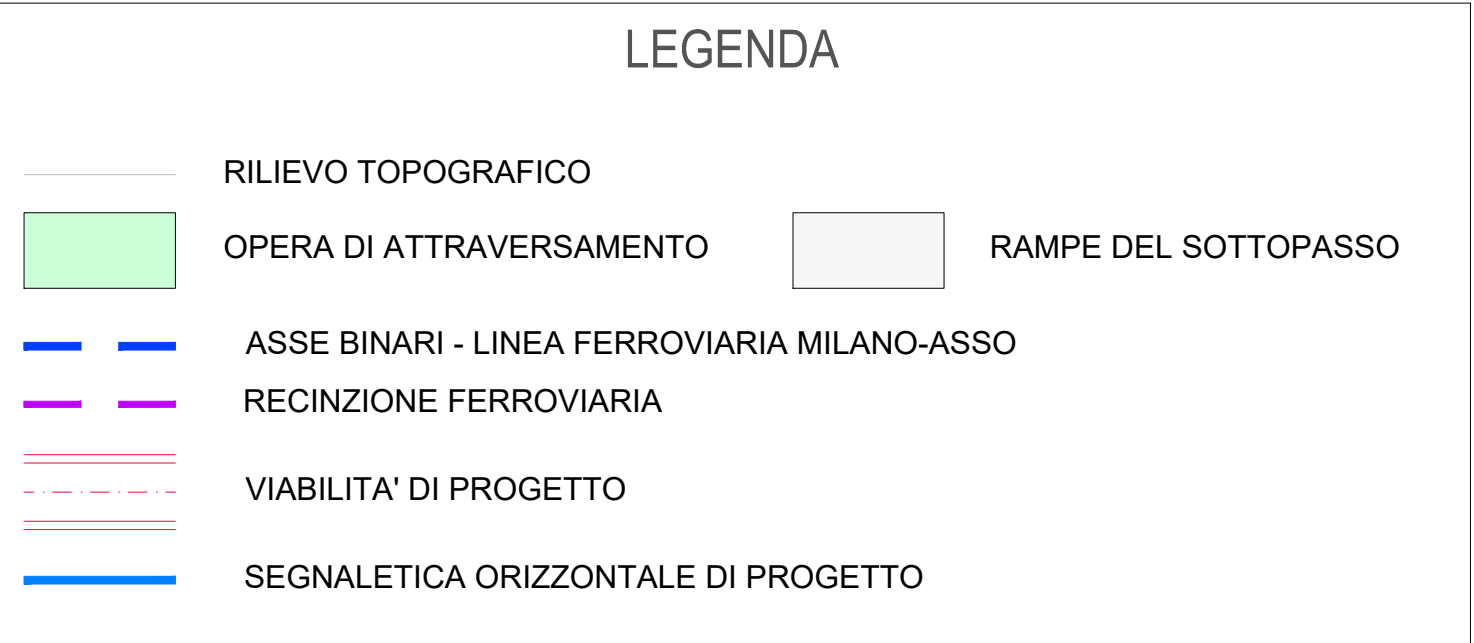 LEGENDA
RILIEVO TOPOGRAFICO
OPERA DI ATTRAVERSAMENTO
RAMPE DEL SOTTOPASSO
ASSE BINARI - LINEA FERROVIARIA MILANO-ASSO
RECINZIONE FERROVIARIA
VIABILITA' DI PROGETTO
SEGNALETICA ORIZZONTALE DI PROGETTO